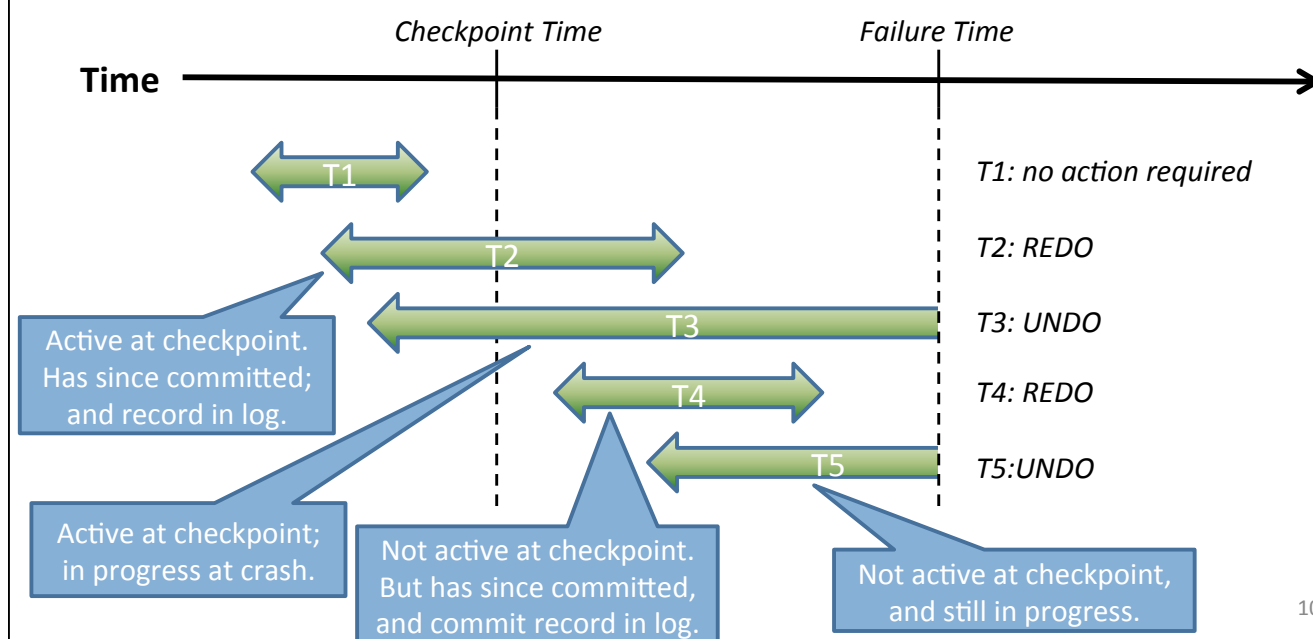 Checkpoint Time
Failure Time
Time
T1
T1: no action required
T2
T2: REDO
T3
T3: UNDO
Active at checkpoint.
Has since committed;
and record in log.
T4
T4: REDO
T5
T5:UNDO
Active at checkpoint;
in progress at crash.
Not active at checkpoint.
But has since committed,
and commit record in log.
Not active at checkpoint,
and still in progress.